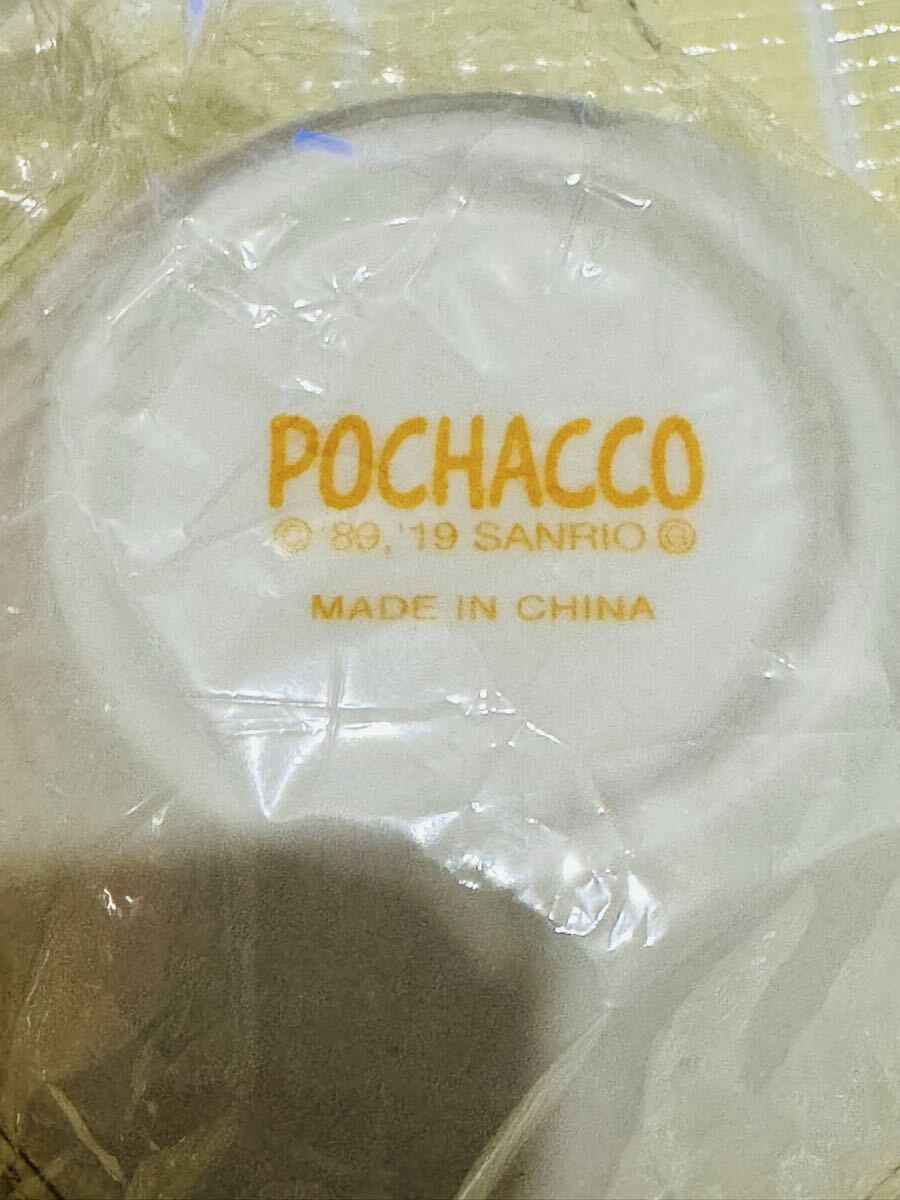 POCHACCO
© '89, '19 SANRIO Ⓖ
MADE IN CHINA